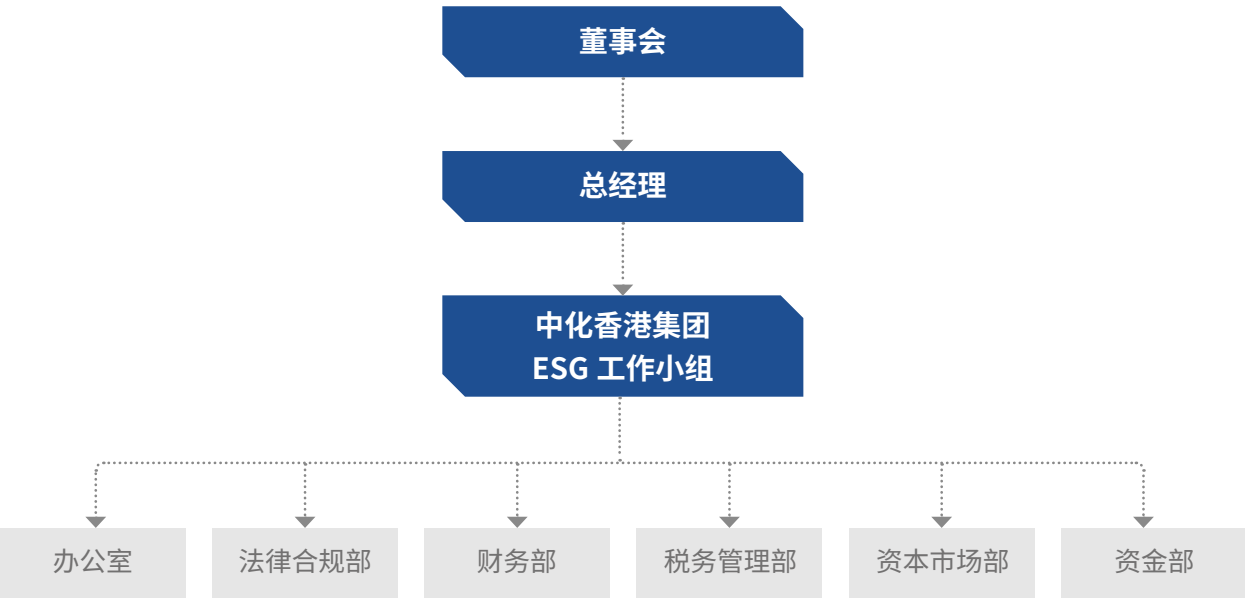 董事会
总经理
中化香港集团
ESG 工作小组
办公室
法律合规部
财务部
税务管理部
资本市场部
资金部